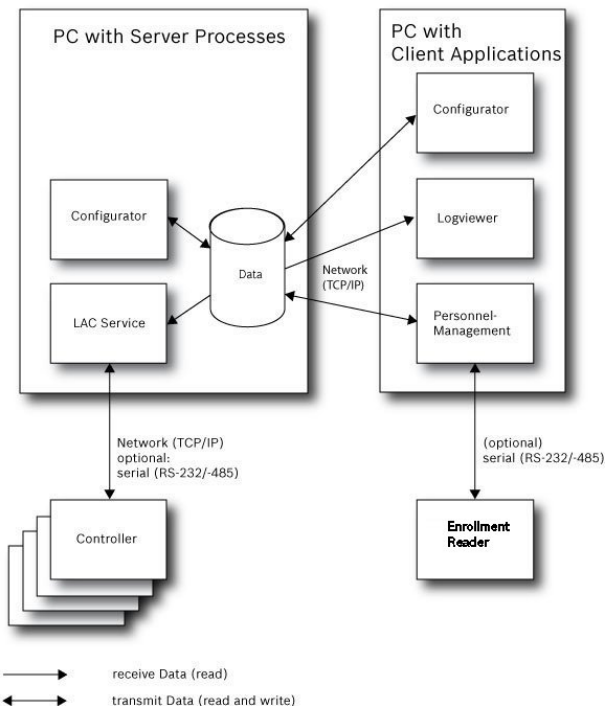 PC with Server Processes
Configurator
LAC Service
Data
Network
(TCP/IP)
PC with
Client Applications
Configurator
Logviewer
Personnel-
Management
Network (TCP/IP)
optional:
serial (RS-232/-485)
(optional)
serial (RS-232/-485)
Controller
Enrollment
Reader
receive Data (read)
transmit Data (read and write)